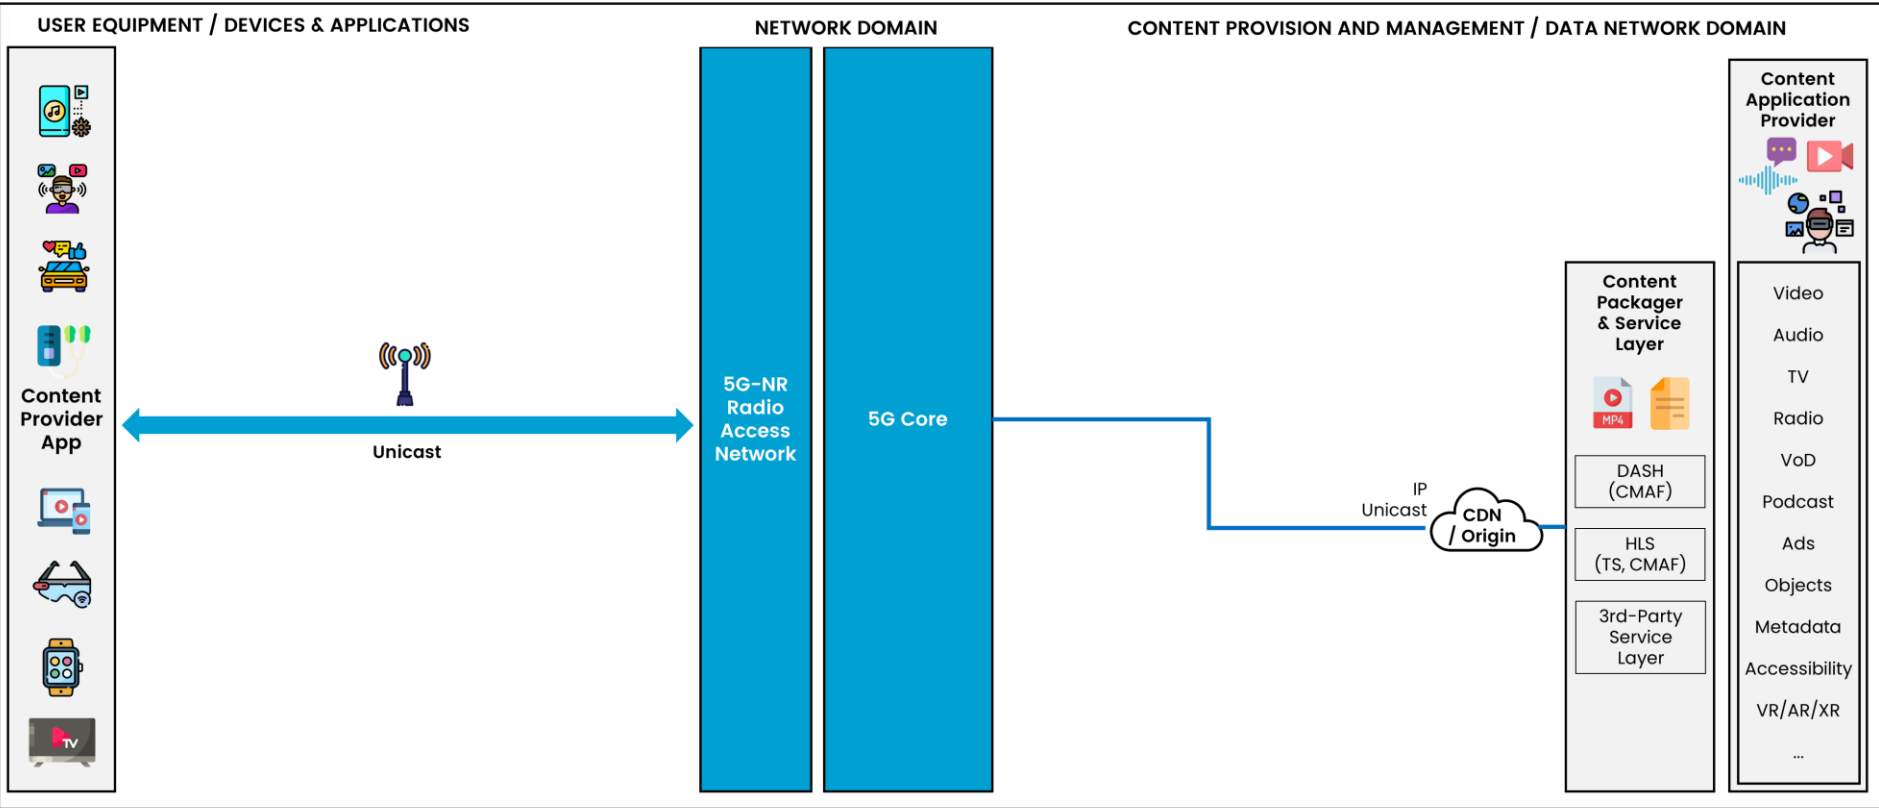 USER EQUIPMENT / DEVICES & APPLICATIONS
NETWORK DOMAIN
CONTENT PROVISION AND MANAGEMENT / DATA NETWORK DOMAIN
Content
Provider
App
TV
Unicast
5G-NR
Radio
Access
Network
5G Core
IP
Unicast
CDN
/ Origin
Content
Packager
& Service
Layer
MP4
DASH
(CMAF)
HLS
(TS, CMAF)
3rd-Party
Service
Layer
Content
Application
Provider
Video
Audio
TV
Radio
VoD
Podcast
Ads
Objects
Metadata
Accessibility
VR/AR/XR
...